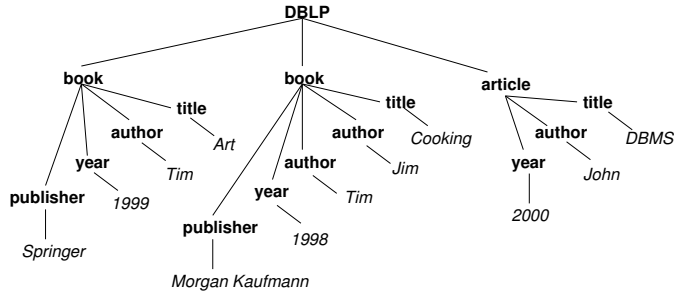 DBLP
book
book
article
title
title
title
author
author
author
Art
Cooking
DBMS
year
author
year
Tim
Jim
John
publisher
year
1999
Tim
2000
publisher
1998
Springer
Morgan Kaufmann